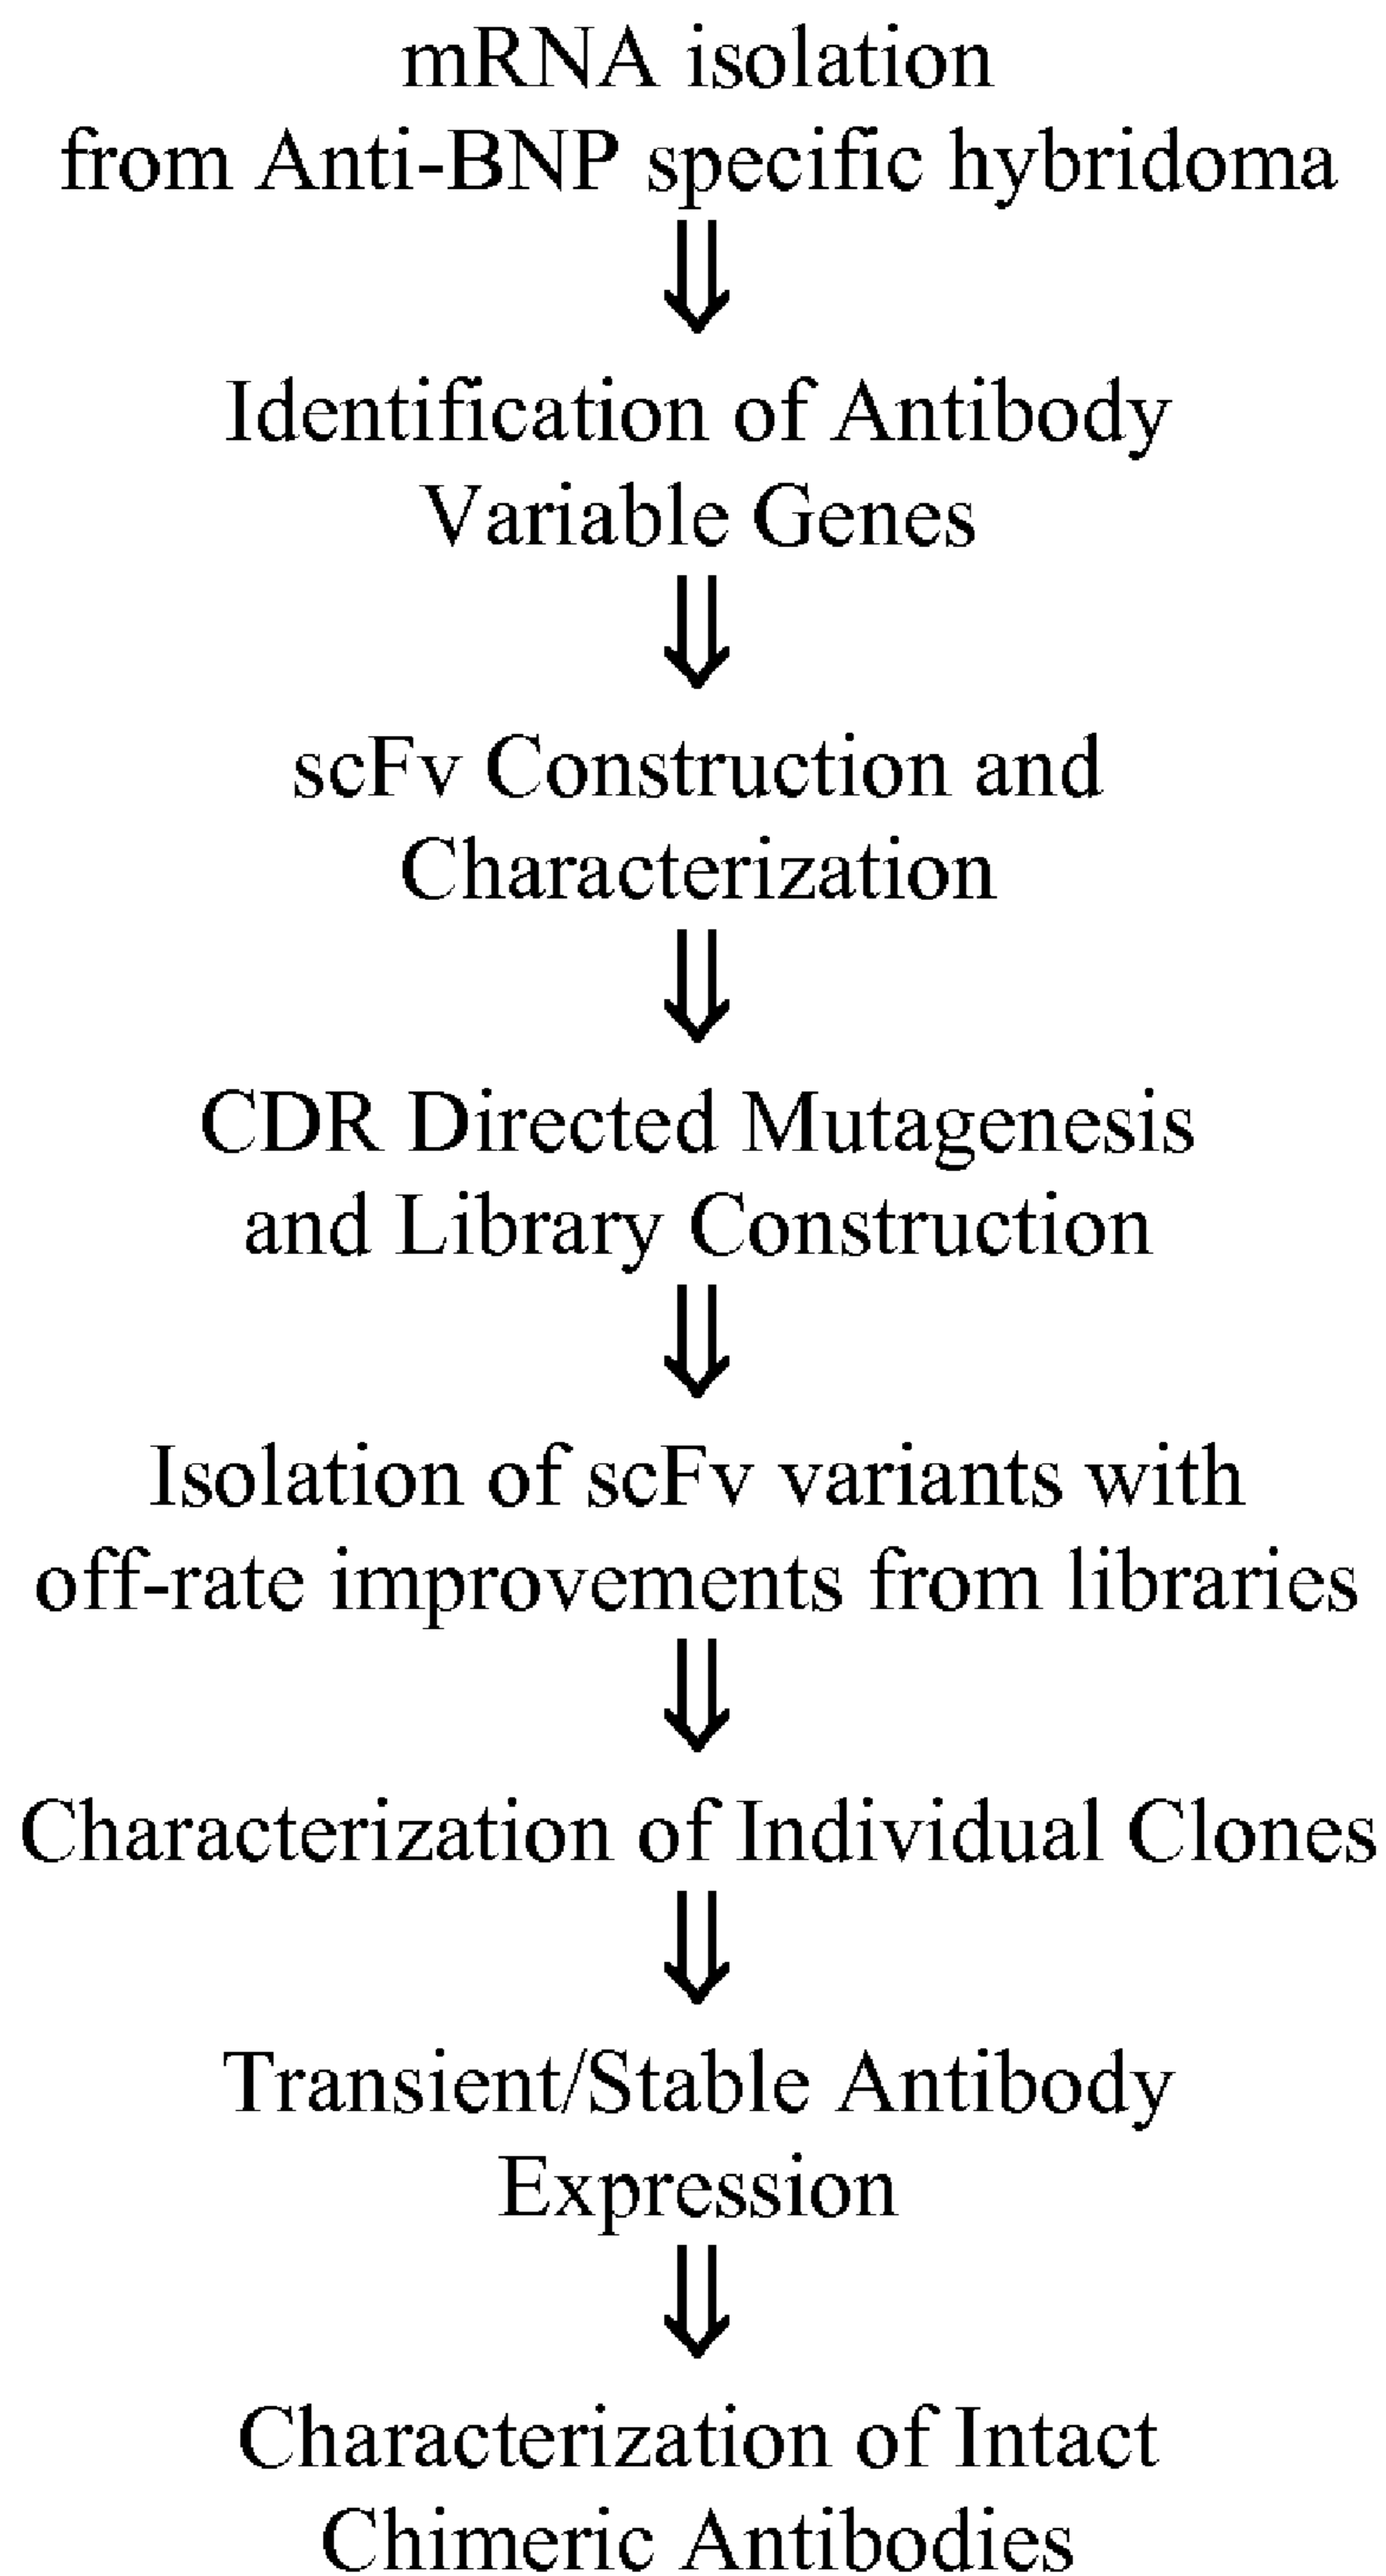 mRNA isolation
from Anti-BNP specific hybridoma
Identification of Antibody
Variable Genes
scFv Construction and
Characterization
CDR Directed Mutagenesis
and Library Construction
Isolation of scFv variants with
off-rate improvements from libraries
Characterization of Individual Clones
Transient/Stable Antibody
Expression
Characterization of Intact
Chimeric Antibodies